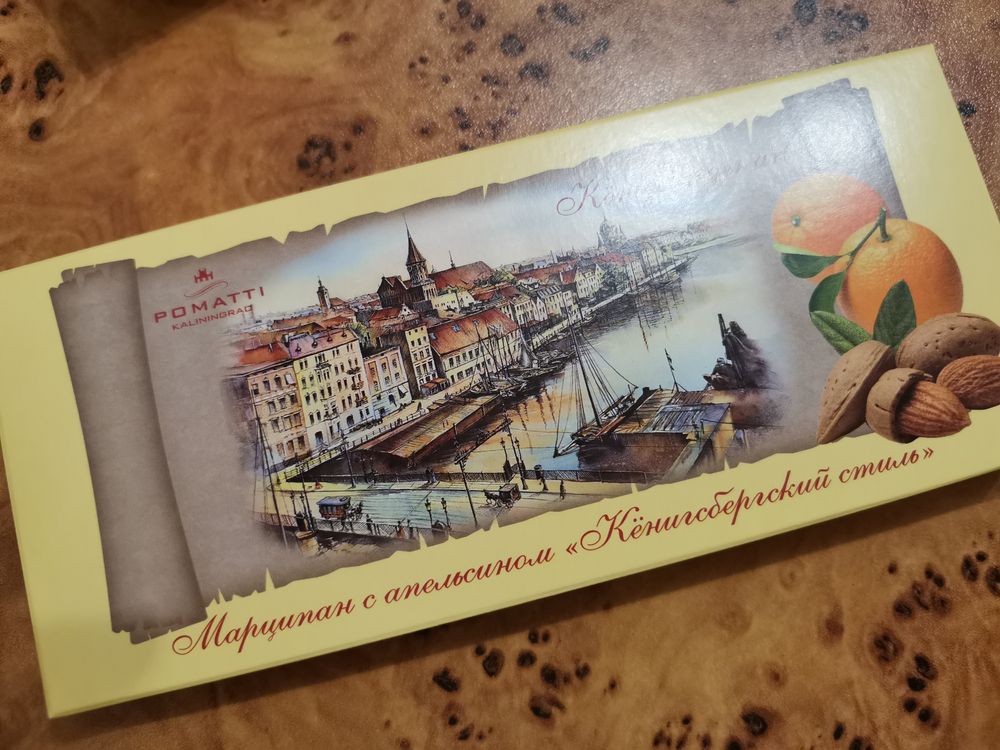 POMATTI
KALININGRAD
Марципан с апельсином «Кёнигсбергский стиль»